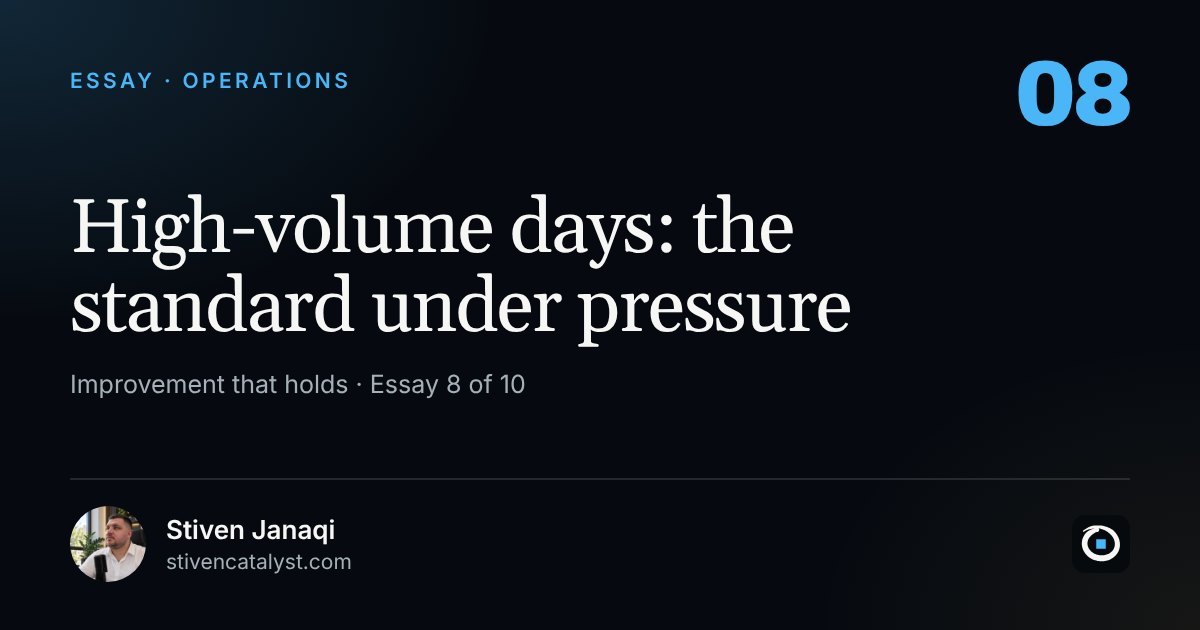 ESSAY · OPERATIONS
08
High-volume days: the
standard under pressure
Improvement that holds · Essay 8 of 10
Stiven Janaqi
stivencatalyst.com